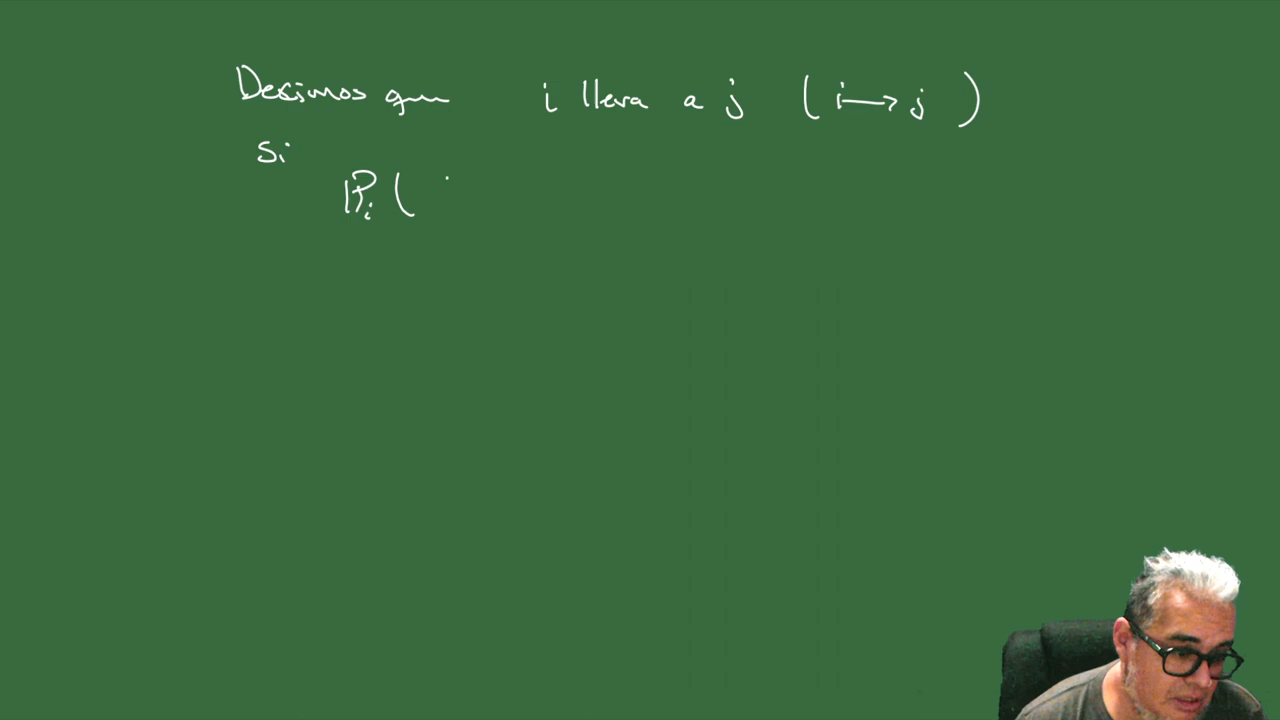 Decimos que i lleva a j (i → j)
si
ℙᵢ (